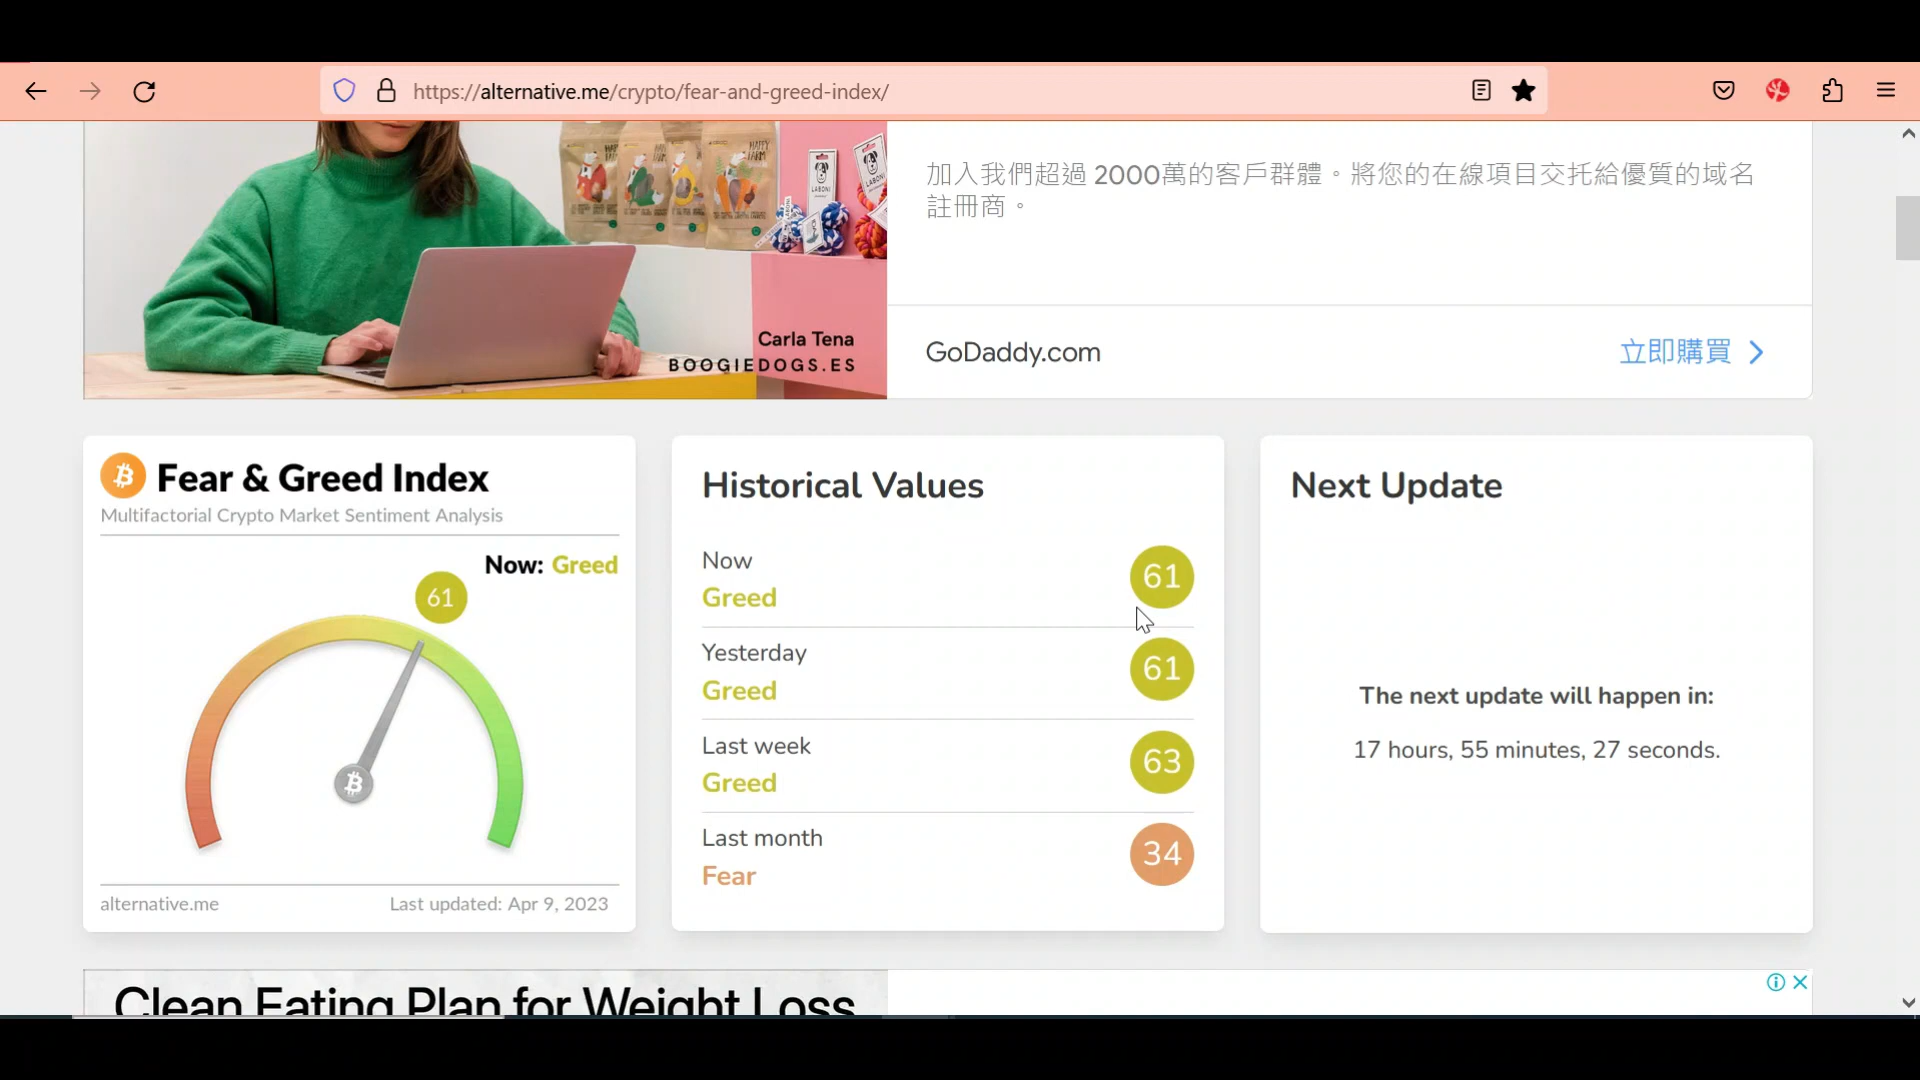 https://alternative.me/crypto/fear-and-greed-index/
HAPPY FARM
LABONI
加入我們超過 2000萬的客戶群體。將您的在線項目交托給優質的域名
註冊商。
Carla Tena
BOOGIEDOGS.ES
GoDaddy.com
立即購買
Fear & Greed Index
Multifactorial Crypto Market Sentiment Analysis
Now: Greed
61
alternative.me
Last updated: Apr 9, 2023
Historical Values
Now
Greed
61
Yesterday
Greed
61
Last week
Greed
63
Last month
Fear
34
Next Update
The next update will happen in:
17 hours, 55 minutes, 27 seconds.
Clean Eating Plan for Weight Loss